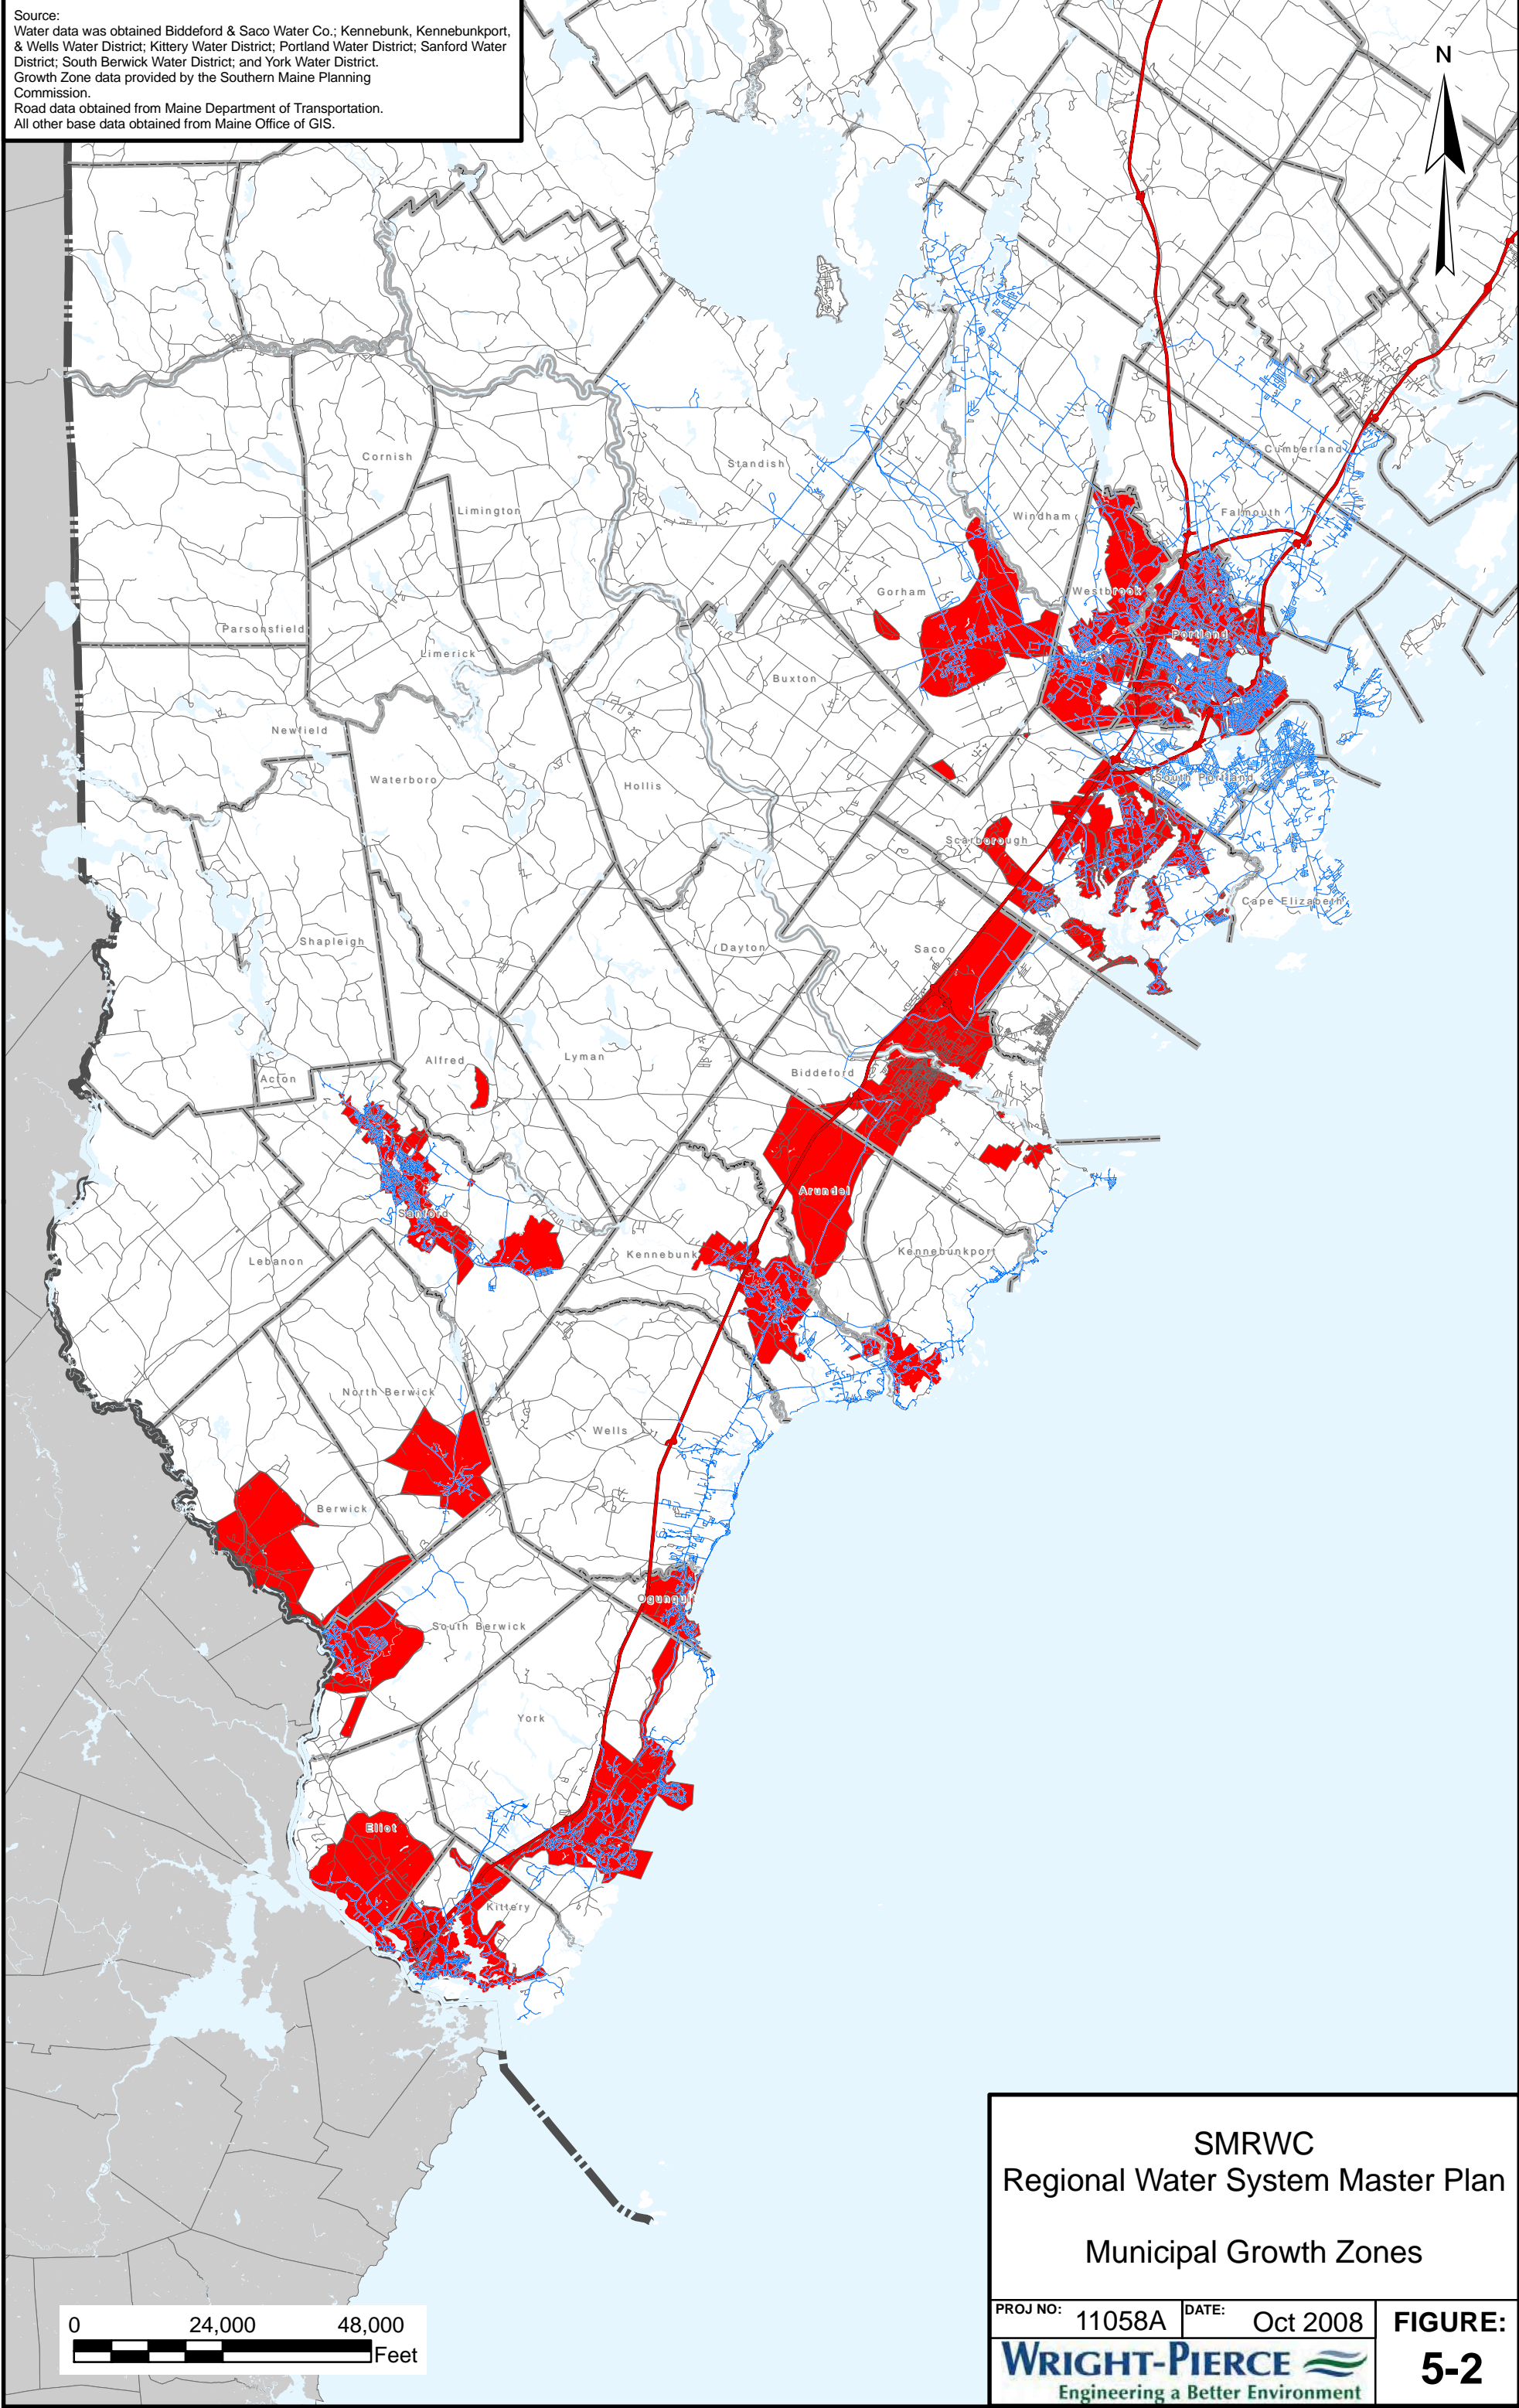 Source:
Water data was obtained Biddeford & Saco Water Co.; Kennebunk, Kennebunkport,
& Wells Water District; Kittery Water District; Portland Water District; Sanford Water
District; South Berwick Water District; and York Water District.
Growth Zone data provided by the Southern Maine Planning
Commission.
Road data obtained from Maine Department of Transportation.
All other base data obtained from Maine Office of GIS.
N
Cornish
Standish
Cumberland
Limington
Windham
Falmouth
Gorham
Westbrook
Parsonsfield
Portland
Limerick
Buxton
Newfield
Waterboro
Hollis
South Portland
Scarborough
Cape Elizabeth
Shapleigh
Dayton
Saco
Alfred
Lyman
Biddeford
Acton
Arundel
Sanford
Kennebunk
Kennebunkport
Lebanon
North Berwick
Wells
Berwick
Ogunquit
South Berwick
York
Eliot
Kittery
SMRWC
Regional Water System Master Plan
Municipal Growth Zones
PROJ NO: 11058A
DATE: Oct 2008
FIGURE:
5-2
WRIGHT-PIERCE
Engineering a Better Environment
0 24,000 48,000
Feet